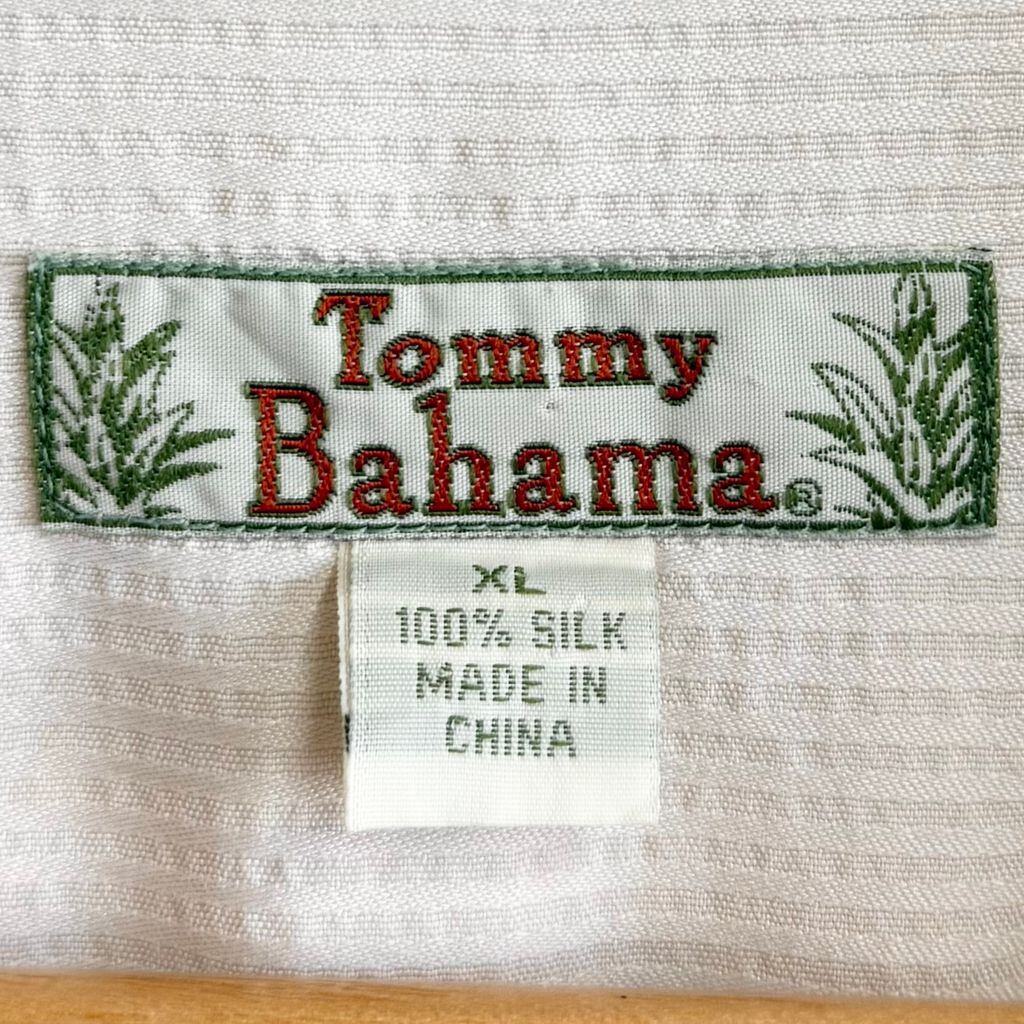 Tommy
Bahama®
XL
100% SILK
MADE IN
CHINA